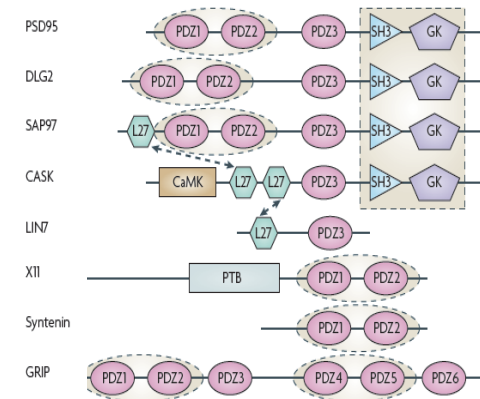 PSD95 PDZ1 PDZ2 PDZ3 SH3 GK
DLG2 PDZ1 PDZ2 PDZ3 SH3 GK
SAP97 L27 PDZ1 PDZ2 PDZ3 SH3 GK
CASK CaMK L27 L27 PDZ3 SH3 GK
LIN7 L27 PDZ3
X11 PTB PDZ1 PDZ2
Syntenin PDZ1 PDZ2
GRIP PDZ1 PDZ2 PDZ3 PDZ4 PDZ5 PDZ6